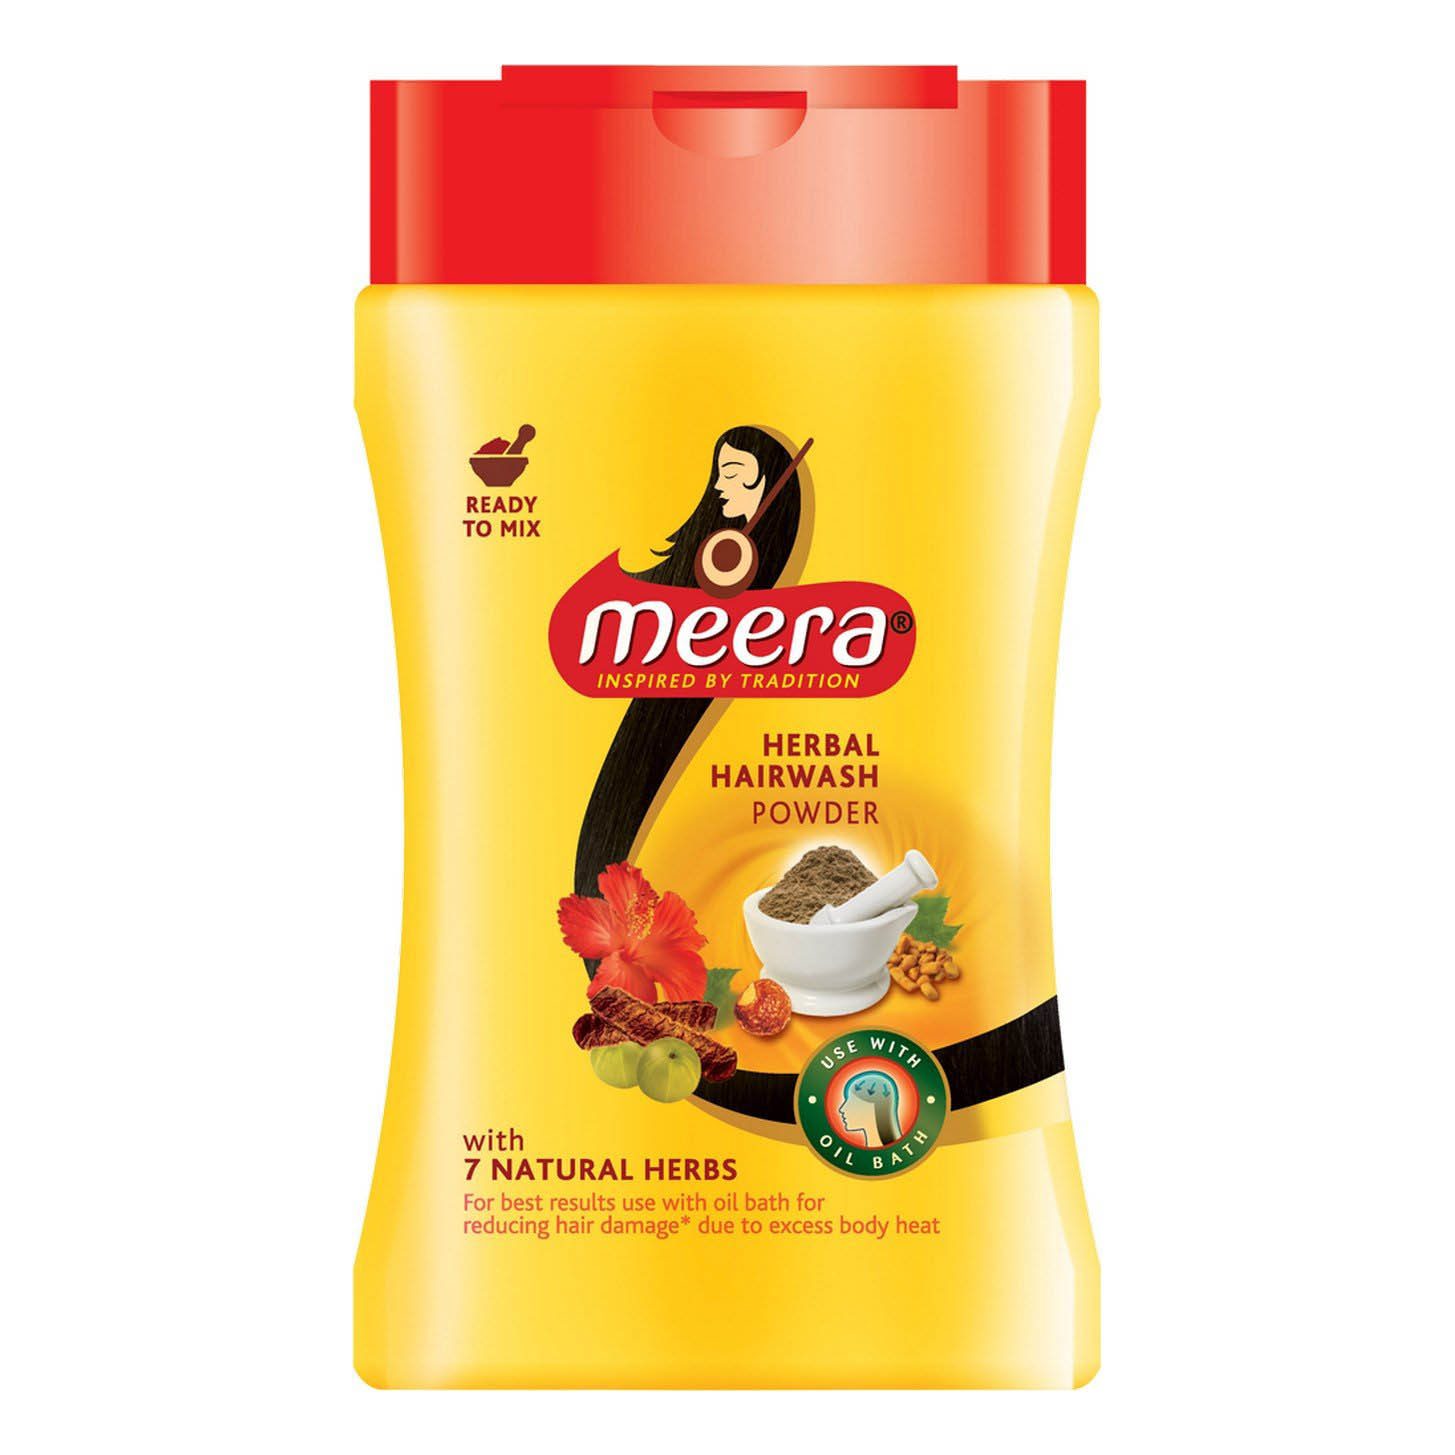 READY
TO MIX
meera®
INSPIRED BY TRADITION
HERBAL
HAIRWASH
POWDER
USE WITH
OIL BATH
with
7 NATURAL HERBS
For best results use with oil bath for
reducing hair damage* due to excess body heat